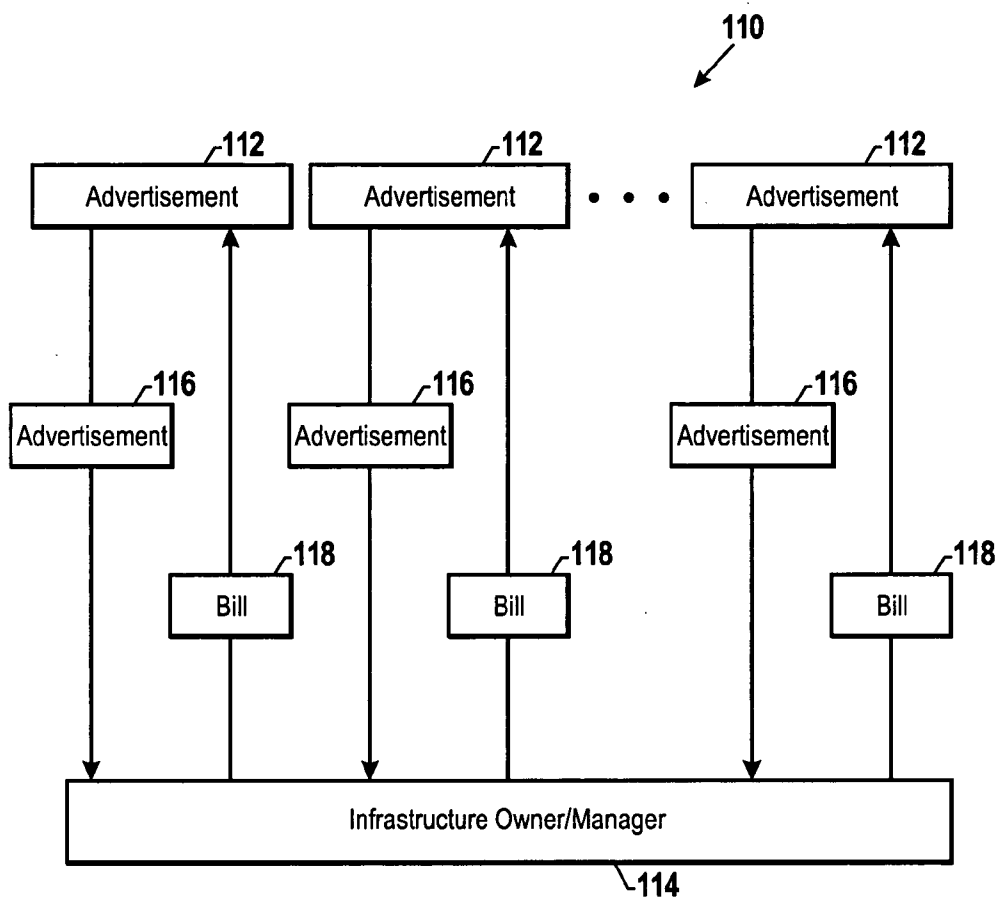 110
112 112 112
Advertisement Advertisement • • • Advertisement
116 116 116
Advertisement Advertisement Advertisement
118 118 118
Bill Bill Bill
Infrastructure Owner/Manager
114